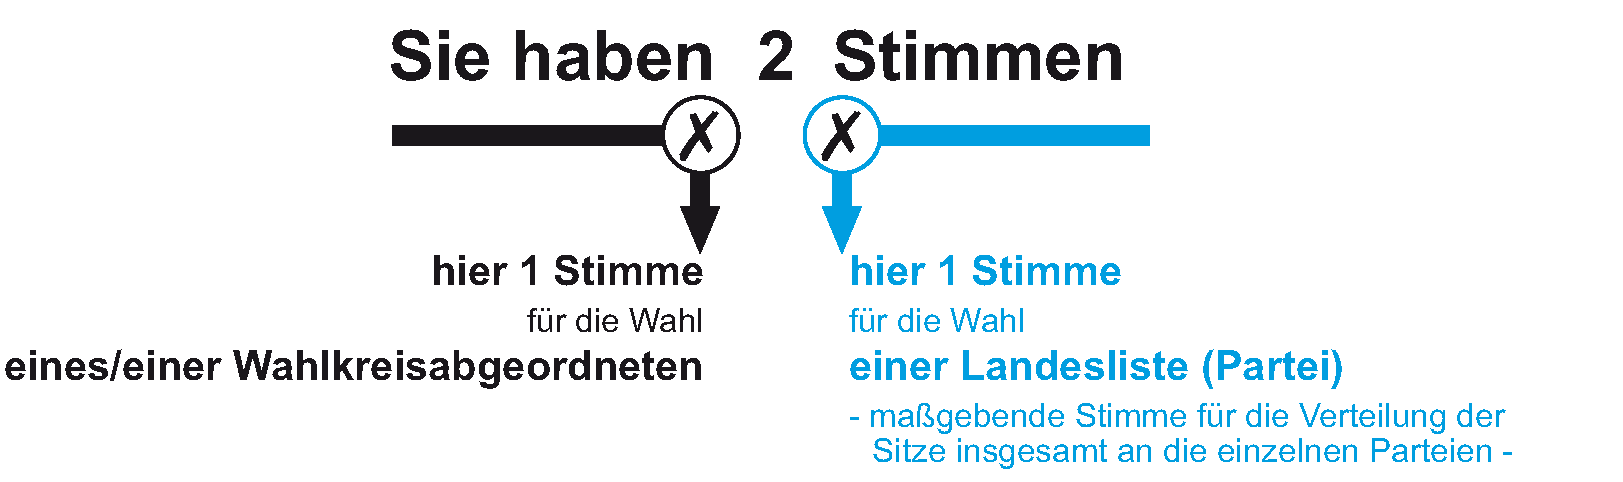 Sie haben 2 Stimmen
hier 1 Stimme
für die Wahl
eines/einer Wahlkreisabgeordneten
hier 1 Stimme
für die Wahl
einer Landesliste (Partei)
- maßgebende Stimme für die Verteilung der
Sitze insgesamt an die einzelnen Parteien -